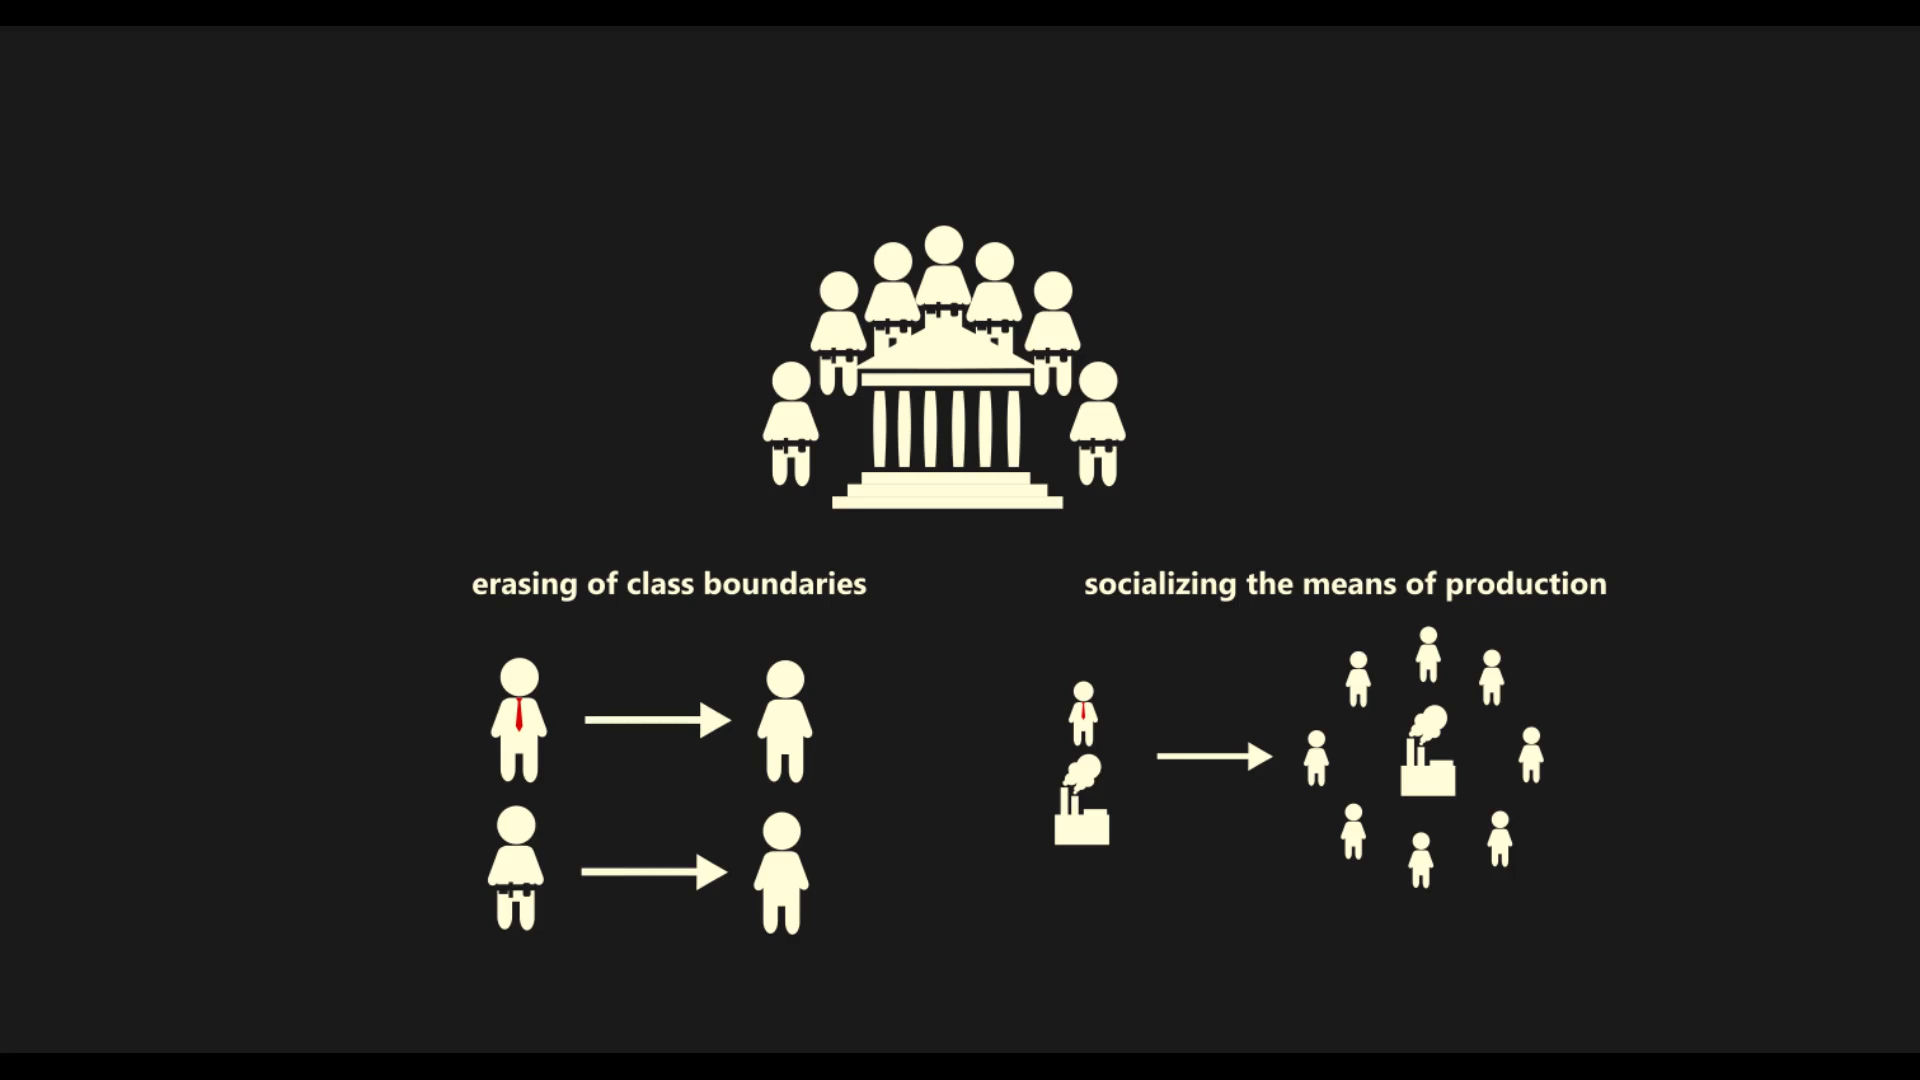 erasing of class boundaries
socializing the means of production